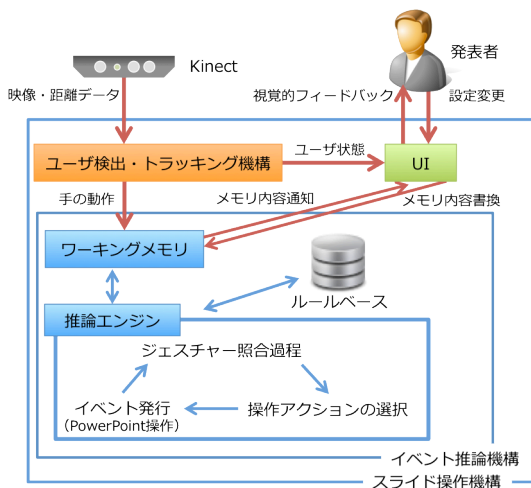 Kinect
発表者
映像・距離データ
視覚的フィードバック
設定変更
ユーザ検出・トラッキング機構
ユーザ状態
UI
手の動作
メモリ内容通知
メモリ内容書換
ワーキングメモリ
ルールベース
推論エンジン
ジェスチャー照合過程
イベント発行
(PowerPoint操作)
操作アクションの選択
イベント推論機構
スライド操作機構